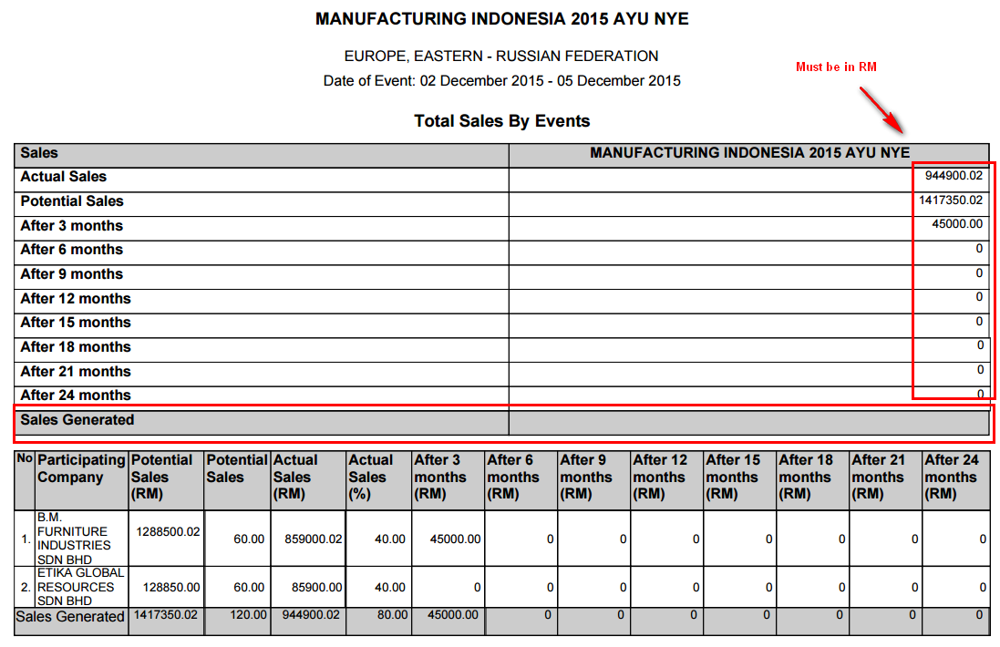 MANUFACTURING INDONESIA 2015 AYU NYE
EUROPE, EASTERN - RUSSIAN FEDERATION
Must be in RM
Date of Event: 02 December 2015 - 05 December 2015
Total Sales By Events
Sales MANUFACTURING INDONESIA 2015 AYU NYE
Actual Sales 944900.02
Potential Sales 1417350.02
After 3 months 45000.00
After 6 months 0
After 9 months 0
After 12 months 0
After 15 months 0
After 18 months 0
After 21 months 0
After 24 months 0
Sales Generated
No Participating Potential Potential Actual Actual After 3 After 6 After 9 After 12 After 15 After 18 After 21 After 24
Company Sales Sales Sales Sales months months months months months months months months
(RM) (RM) (%) (RM) (RM) (RM) (RM) (RM) (RM) (RM) (RM)
B.M.
FURNITURE 1288500.02
1. INDUSTRIES 60.00 859000.02 40.00 45000.00 0 0 0 0 0 0 0
SDN BHD
ETIKA GLOBAL
2. RESOURCES 128850.00 60.00 85900.00 40.00 0 0 0 0 0 0 0 0
SDN BHD
Sales Generated 1417350.02 120.00 944900.02 80.00 45000.00 0 0 0 0 0 0 0